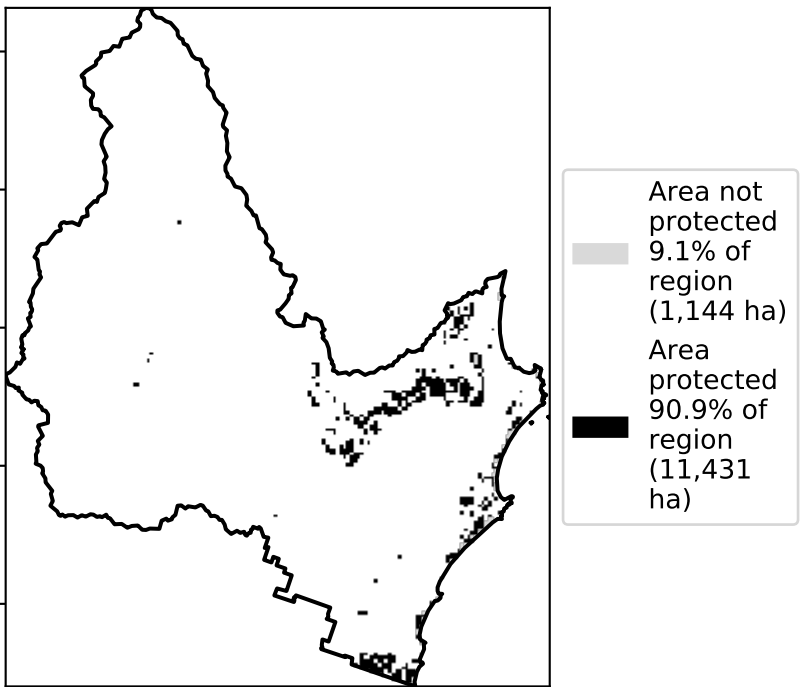 Area not
protected
9.1% of
region
(1,144 ha)
Area
protected
90.9% of
region
(11,431
ha)